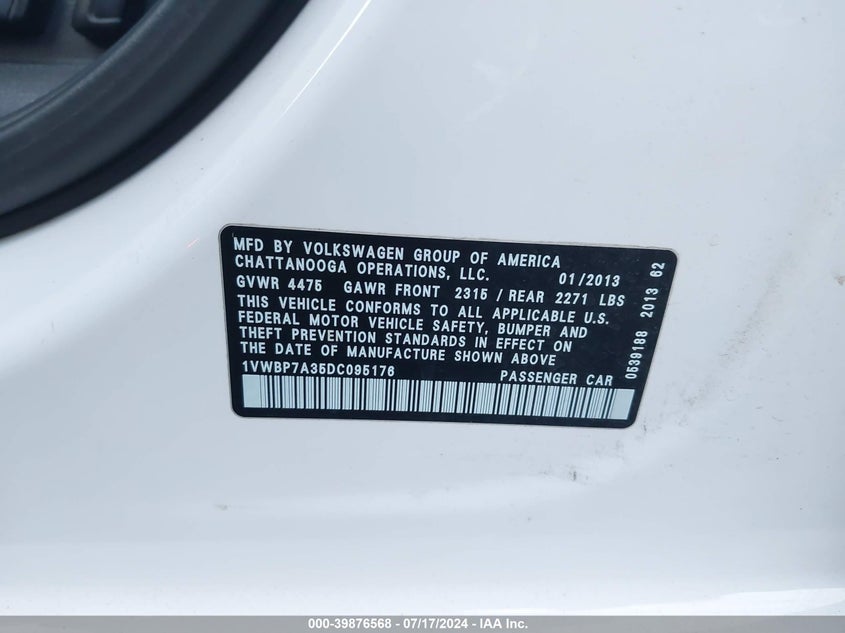 MFD BY VOLKSWAGEN GROUP OF AMERICA
CHATTANOOGA OPERATIONS, LLC. 01/2013
GVWR 4475 GAWR FRONT 2315 / REAR 2271 LBS
THIS VEHICLE CONFORMS TO ALL APPLICABLE U.S.
FEDERAL MOTOR VEHICLE SAFETY, BUMPER AND
THEFT PREVENTION STANDARDS IN EFFECT ON
THE DATE OF MANUFACTURE SHOWN ABOVE
1VWBP7A35DC095176 PASSENGER CAR
0539188 2013 62
000-39876568 - 07/17/2024 - IAA Inc.